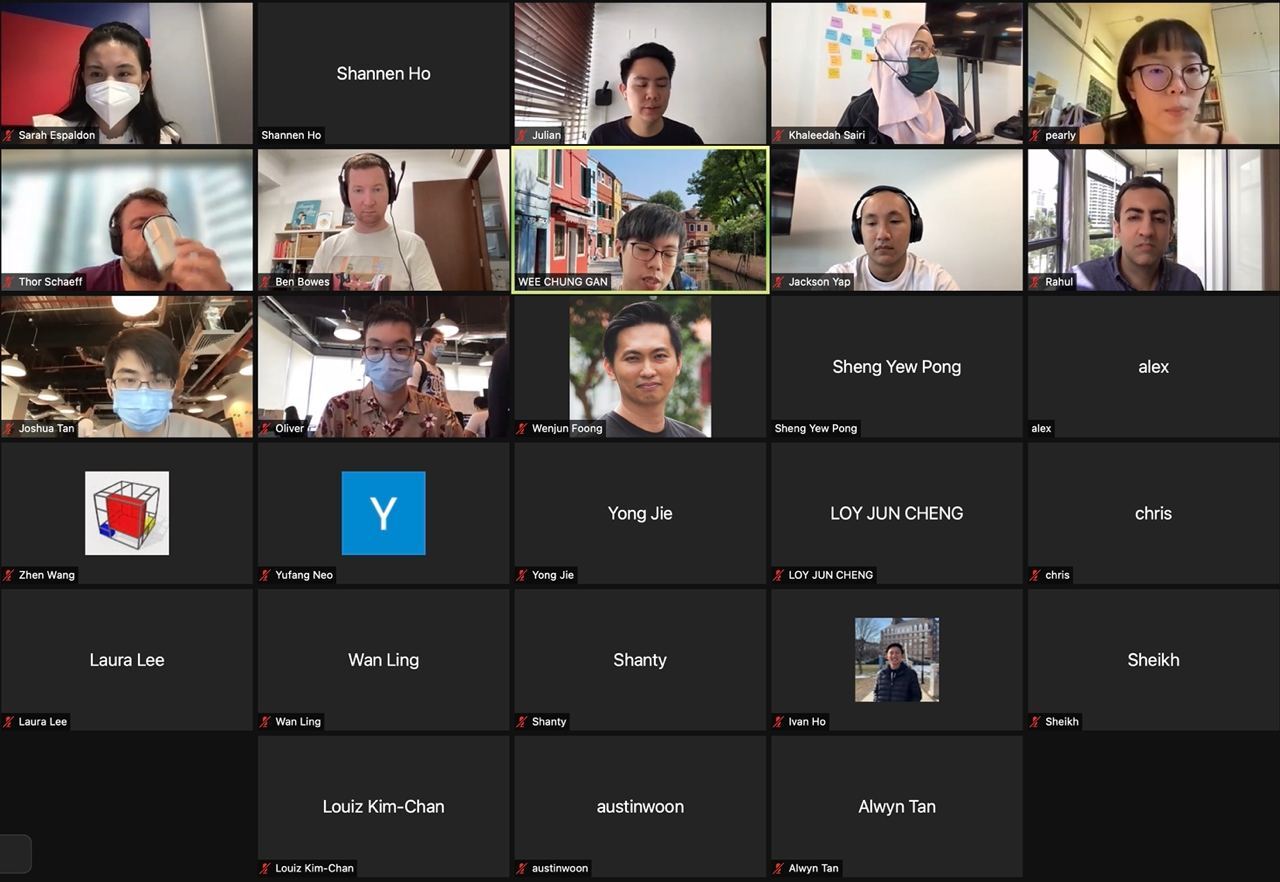 Sarah Espaldon
Shannen Ho
Shannen Ho
Julian
Khaleedah Sairi
pearly
Thor Schaeff
Ben Bowes
WEE CHUNG GAN
Jackson Yap
Rahul
Joshua Tan
Oliver
Wenjun Foong
Sheng Yew Pong
Sheng Yew Pong
alex
alex
Zhen Wang
Y
Yufang Neo
Yong Jie
Yong Jie
LOY JUN CHENG
LOY JUN CHENG
chris
chris
Laura Lee
Laura Lee
Wan Ling
Wan Ling
Shanty
Shanty
Ivan Ho
Sheikh
Sheikh
Louiz Kim-Chan
Louiz Kim-Chan
austinwoon
austinwoon
Alwyn Tan
Alwyn Tan